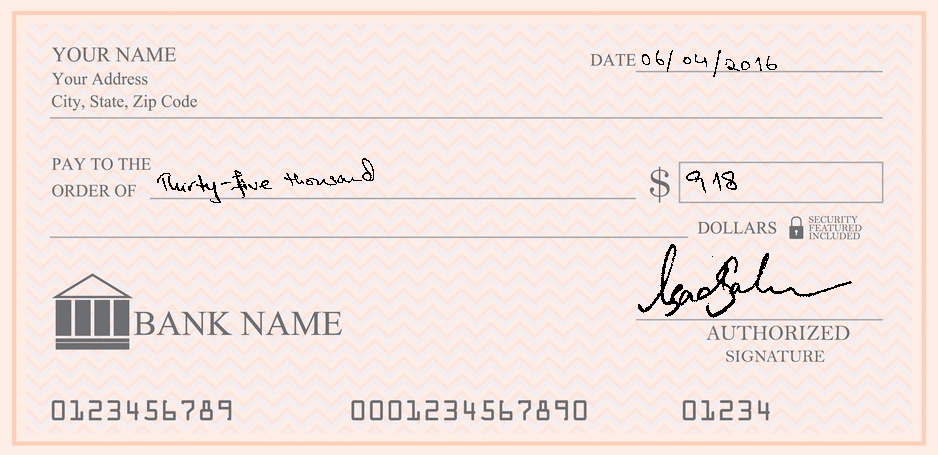 YOUR NAME
Your Address
City, State, Zip Code
DATE 06/04/2016
PAY TO THE
ORDER OF Thirty-five thousand $ 918
DOLLARS SECURITY FEATURED INCLUDED
BANK NAME
AUTHORIZED
SIGNATURE
0123456789 0001234567890 01234